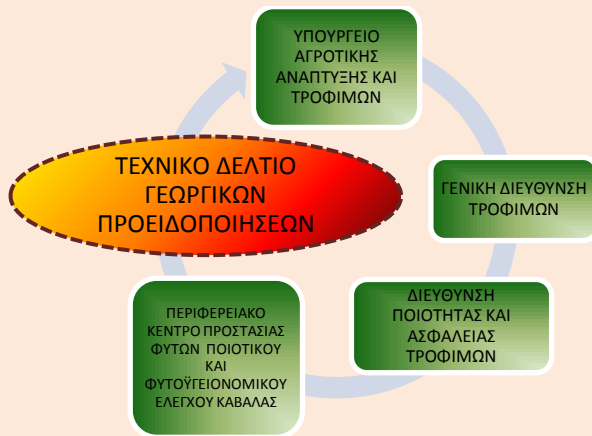 ΥΠΟΥΡΓΕΙΟ
ΑΓΡΟΤΙΚΗΣ
ΑΝΑΠΤΥΞΗΣ ΚΑΙ
ΤΡΟΦΙΜΩΝ
ΤΕΧΝΙΚΟ ΔΕΛΤΙΟ
ΓΕΩΡΓΙΚΩΝ
ΠΡΟΕΙΔΟΠΟΙΗΣΕΩΝ
ΓΕΝΙΚΗ ΔΙΕΥΘΥΝΣΗ
ΤΡΟΦΙΜΩΝ
ΔΙΕΥΘΥΝΣΗ
ΠΟΙΟΤΗΤΑΣ ΚΑΙ
ΑΣΦΑΛΕΙΑΣ
ΤΡΟΦΙΜΩΝ
ΠΕΡΙΦΕΡΕΙΑΚΟ
ΚΕΝΤΡΟ ΠΡΟΣΤΑΣΙΑΣ
ΦΥΤΩΝ ΠΟΙΟΤΙΚΟΥ
ΚΑΙ
ΦΥΤΟΫΓΕΙΟΝΟΜΙΚΟΥ
ΕΛΕΓΧΟΥ ΚΑΒΑΛΑΣ